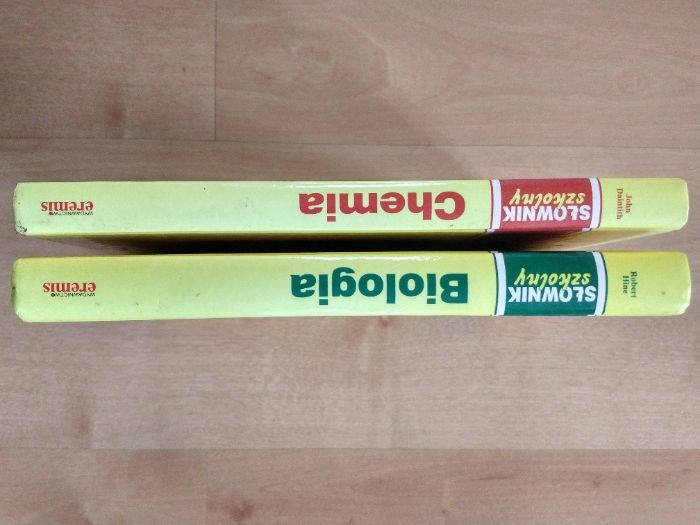 John
Daintith
SŁOWNIK
szkolny
Chemia
WYDAWNICTWO
eremis
Robert
Hine
SŁOWNIK
szkolny
Biologia
WYDAWNICTWO
eremis